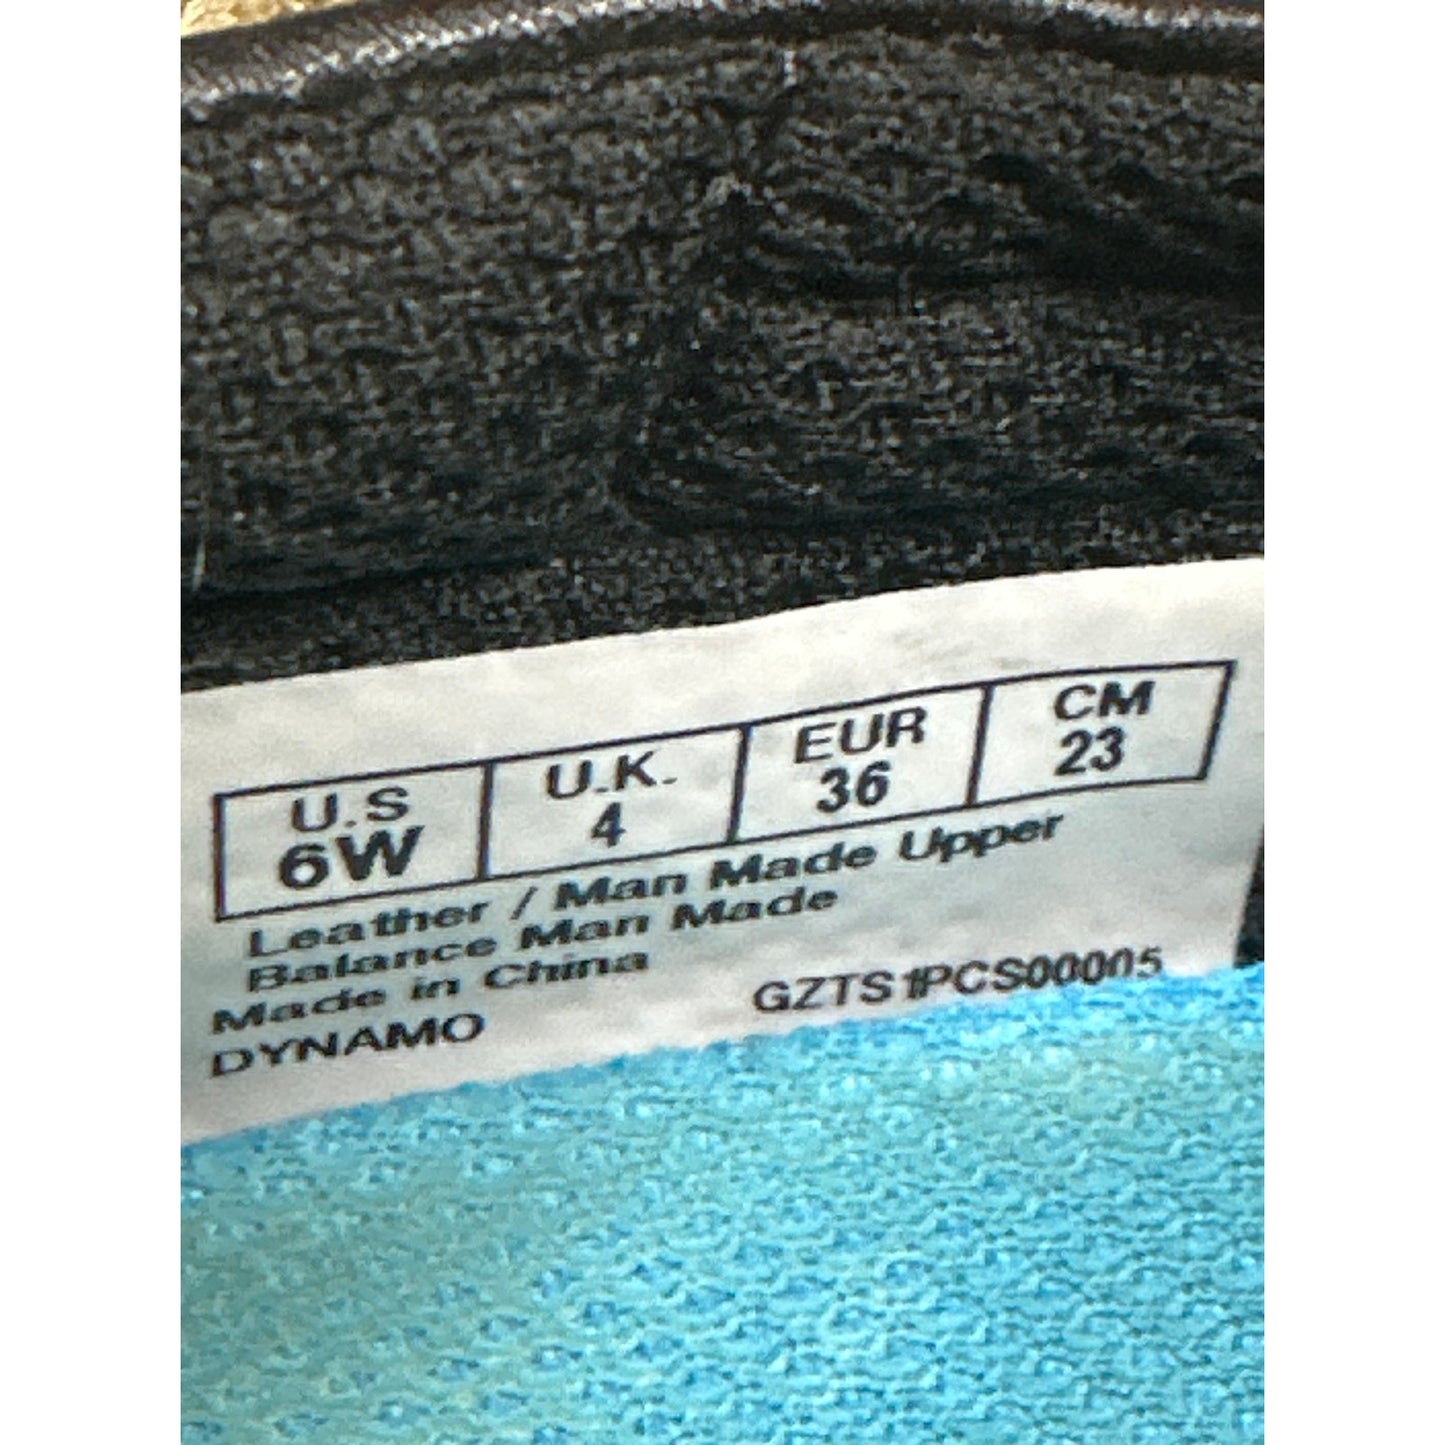 U.S U.K. EUR CM
6W 4 36 23
Leather / Man Made Upper
Balance Man Made
Made in China
DYNAMO GZTS1PCS00005